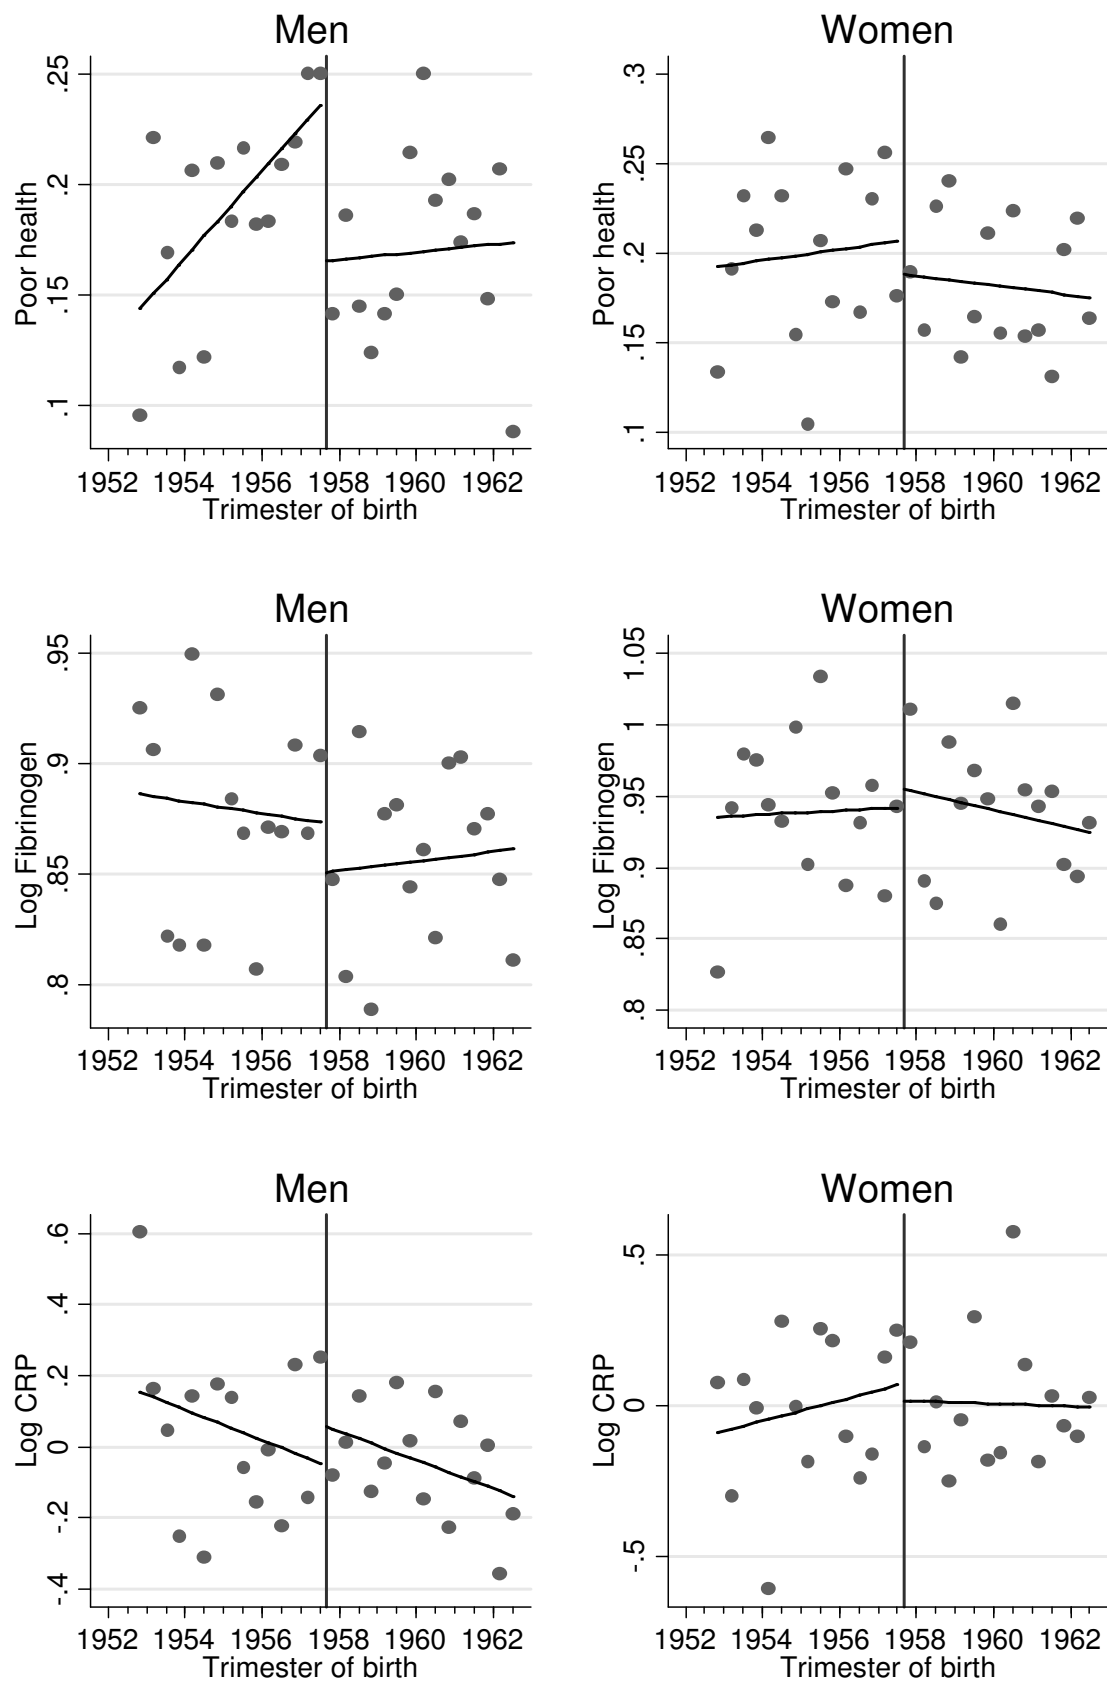 Men
Women
Poor health
.25
.2
.15
.1
1952 1954 1956 1958 1960 1962
Trimester of birth
Poor health
.3
.25
.2
.15
.1
1952 1954 1956 1958 1960 1962
Trimester of birth
Men
Women
Log Fibrinogen
.95
.9
.85
.8
1952 1954 1956 1958 1960 1962
Trimester of birth
Log Fibrinogen
1.05
1
.95
.9
.85
.8
1952 1954 1956 1958 1960 1962
Trimester of birth
Men
Women
Log CRP
.6
.4
.2
0
-.2
-.4
1952 1954 1956 1958 1960 1962
Trimester of birth
Log CRP
.5
0
-.5
1952 1954 1956 1958 1960 1962
Trimester of birth